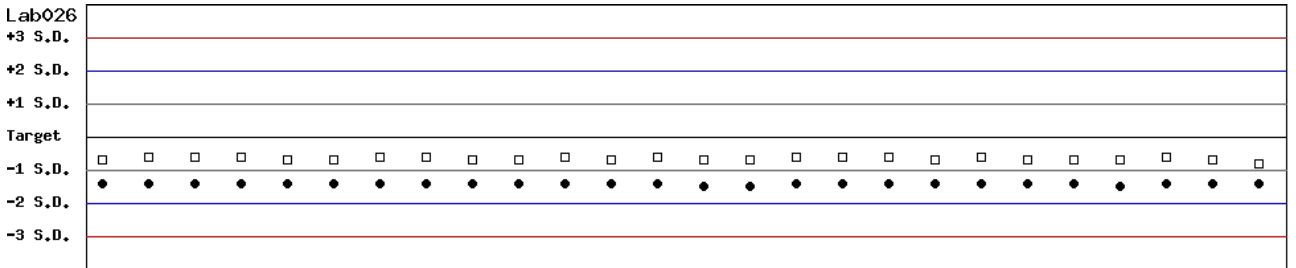 Lab026
+3 S.D.
+2 S.D.
+1 S.D.
Target
-1 S.D.
-2 S.D.
-3 S.D.